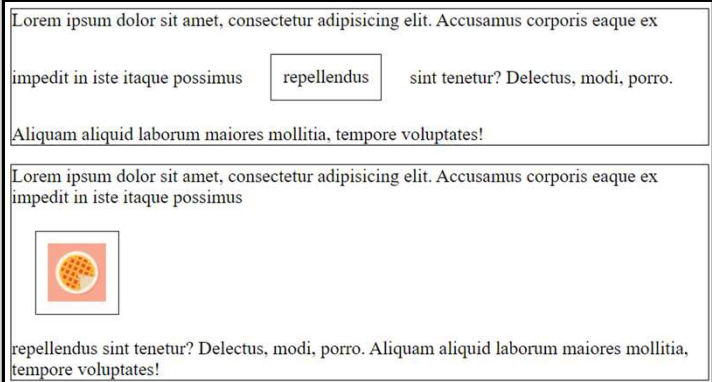 Lorem ipsum dolor sit amet, consectetur adipisicing elit. Accusamus corporis eaque ex
impedit in iste itaque possimus repellendus sint tenetur? Delectus, modi, porro.
Aliquam aliquid laborum maiores mollitia, tempore voluptates!
Lorem ipsum dolor sit amet, consectetur adipisicing elit. Accusamus corporis eaque ex
impedit in iste itaque possimus
repellendus sint tenetur? Delectus, modi, porro. Aliquam aliquid laborum maiores mollitia,
tempore voluptates!